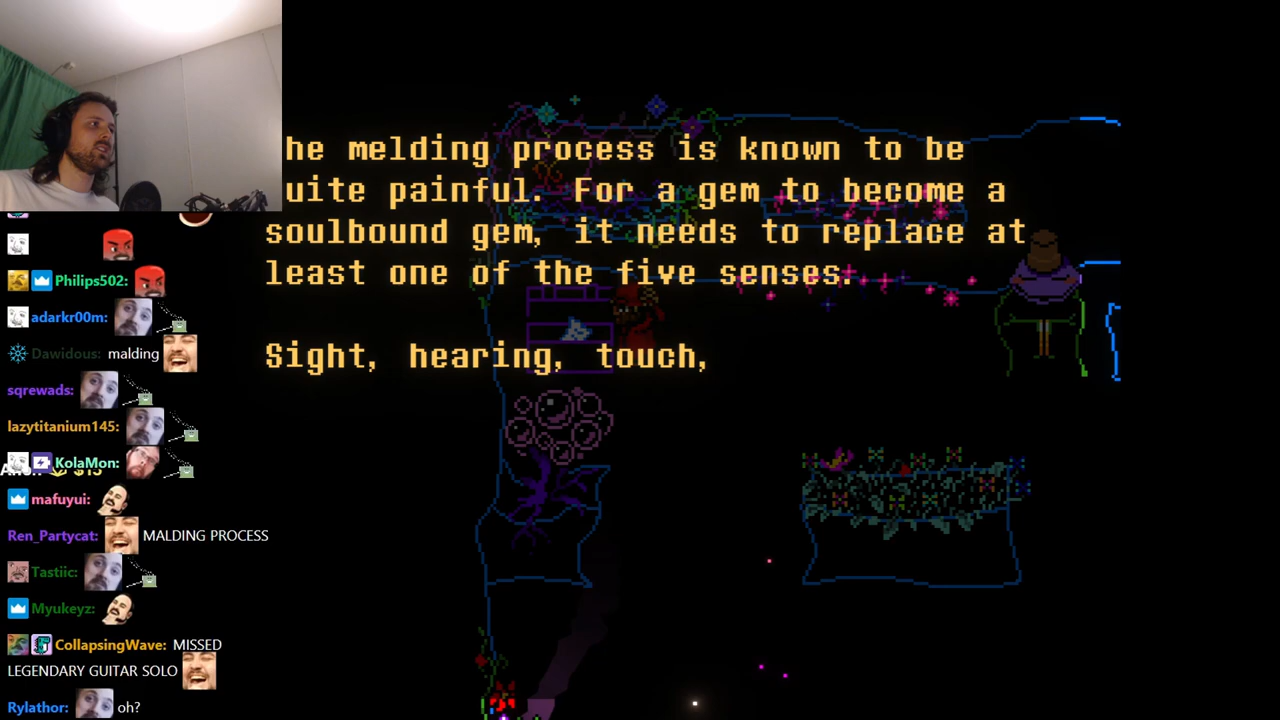 he melding process is known to be
uite painful. For a gem to become a
soulbound gem, it needs to replace at
least one of the five senses.
Sight, hearing, touch,
Philips502:
adarkr00m:
Dawidous: malding
sqrewads:
lazytitanium145:
KolaMon:
$15
mafuyui:
Ren_Partycat: MALDING PROCESS
Tastiic:
Myukeyz:
CollapsingWave: MISSED
LEGENDARY GUITAR SOLO
Rylathor: oh?